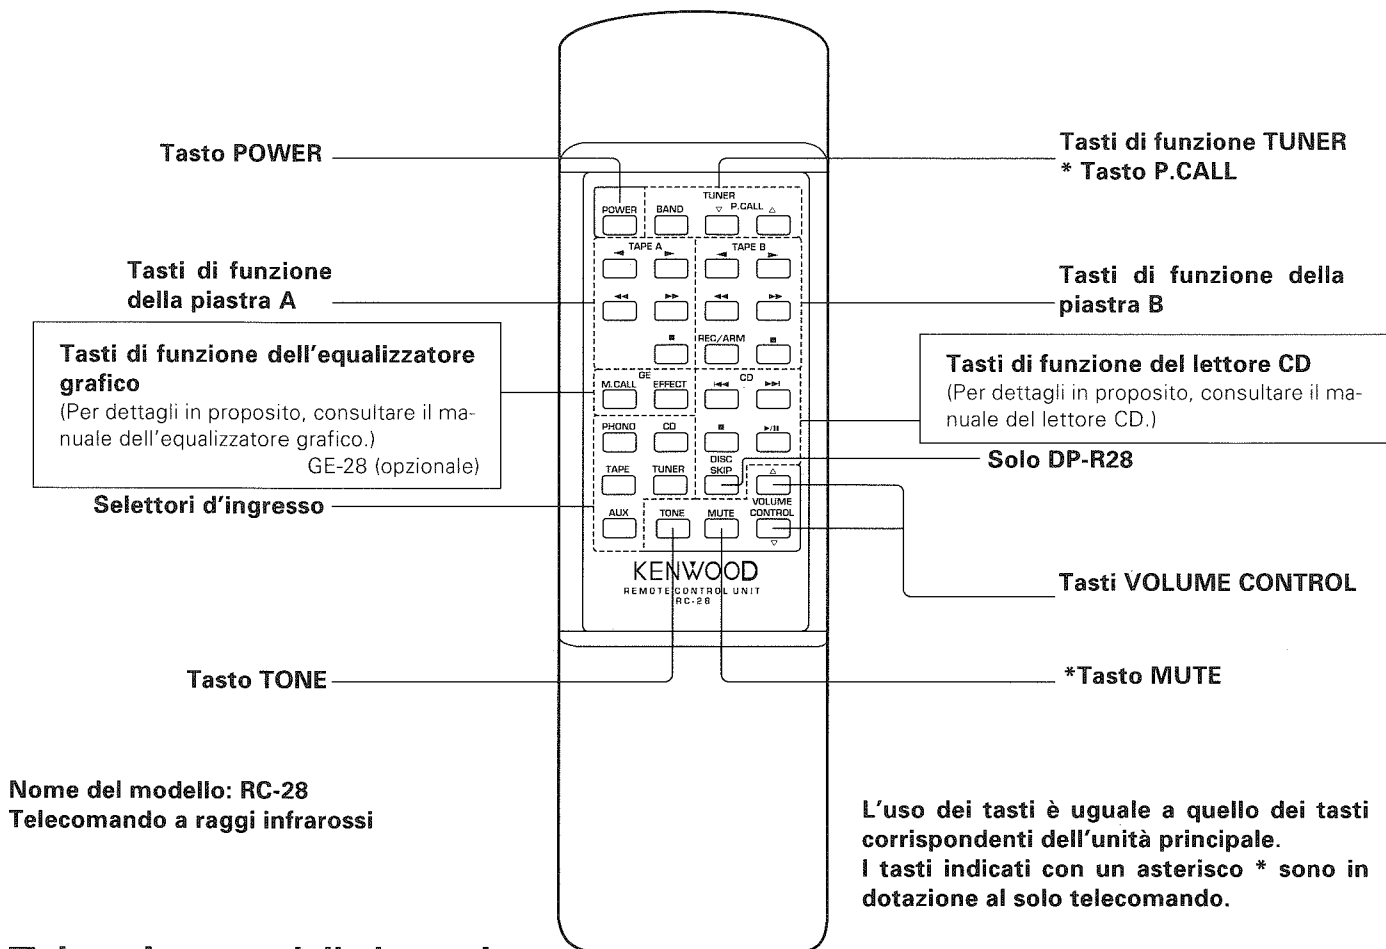 Tasto POWER
Tasti di funzione TUNER
* Tasto P.CALL
Tasti di funzione
della piastra A
Tasti di funzione della
piastra B
Tasti di funzione dell'equalizzatore
grafico
(Per dettagli in proposito, consultare il ma-
nuale dell'equalizzatore grafico.)
GE-28 (opzionale)
Tasti di funzione del lettore CD
(Per dettagli in proposito, consultare il ma-
nuale del lettore CD.)
Solo DP-R28
Selettori d'ingresso
Tasti VOLUME CONTROL
Tasto TONE
*Tasto MUTE
TUNER
POWER BAND ▽ P.CALL △
TAPE A TAPE B
REC/ARM
GE CD
M.CALL EFFECT
PHONO CD
DISC
TAPE TUNER SKIP
VOLUME
AUX TONE MUTE CONTROL
KENWOOD
REMOTE CONTROL UNIT
RC-28
Nome del modello: RC-28
Telecomando a raggi infrarossi
L'uso dei tasti è uguale a quello dei tasti
corrispondenti dell'unità principale.
I tasti indicati con un asterisco * sono in
dotazione al solo telecomando.